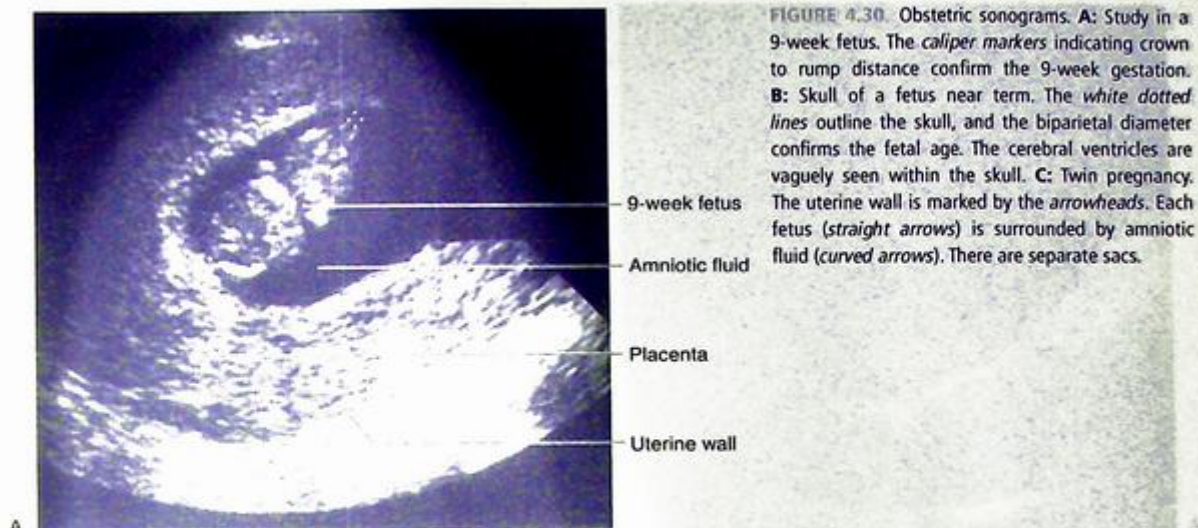 FIGURE 4.30. Obstetric sonograms. A: Study in a
9-week fetus. The caliper markers indicating crown
to rump distance confirm the 9-week gestation.
B: Skull of a fetus near term. The white dotted
lines outline the skull, and the biparietal diameter
confirms the fetal age. The cerebral ventricles are
vaguely seen within the skull. C: Twin pregnancy.
The uterine wall is marked by the arrowheads. Each
fetus (straight arrows) is surrounded by amniotic
fluid (curved arrows). There are separate sacs.
9-week fetus
Amniotic fluid
Placenta
Uterine wall
A